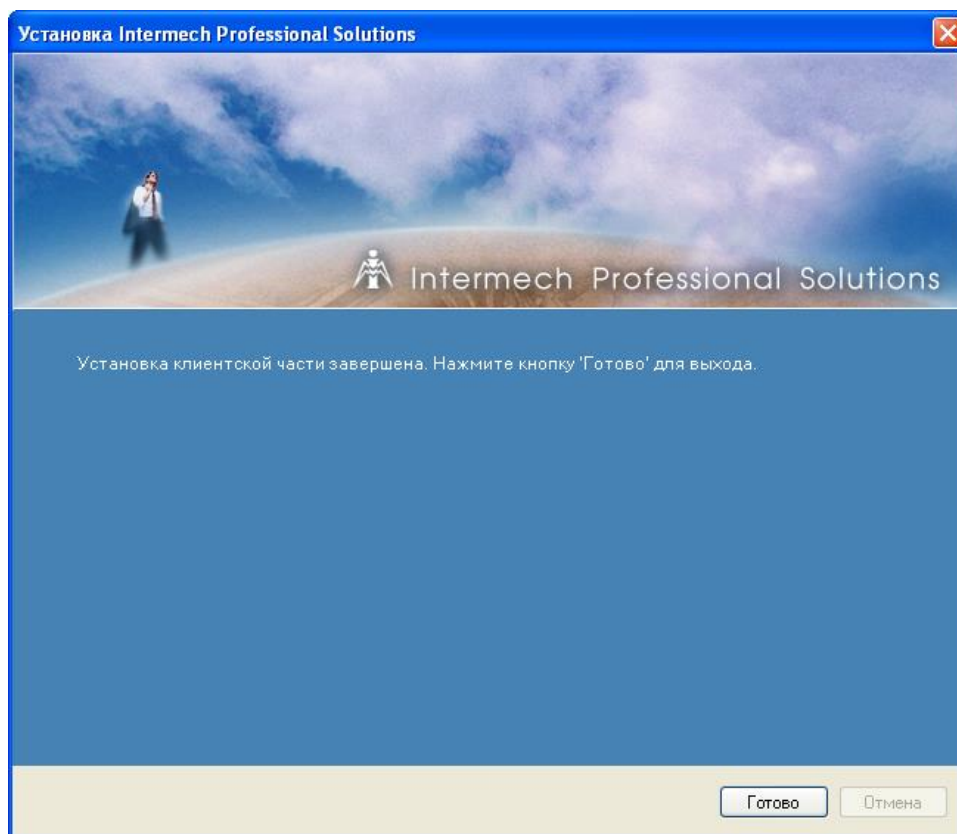 Установка Intermech Professional Solutions
Intermech Professional Solutions
Установка клиентской части завершена. Нажмите кнопку 'Готово' для выхода.
Готово
Отмена